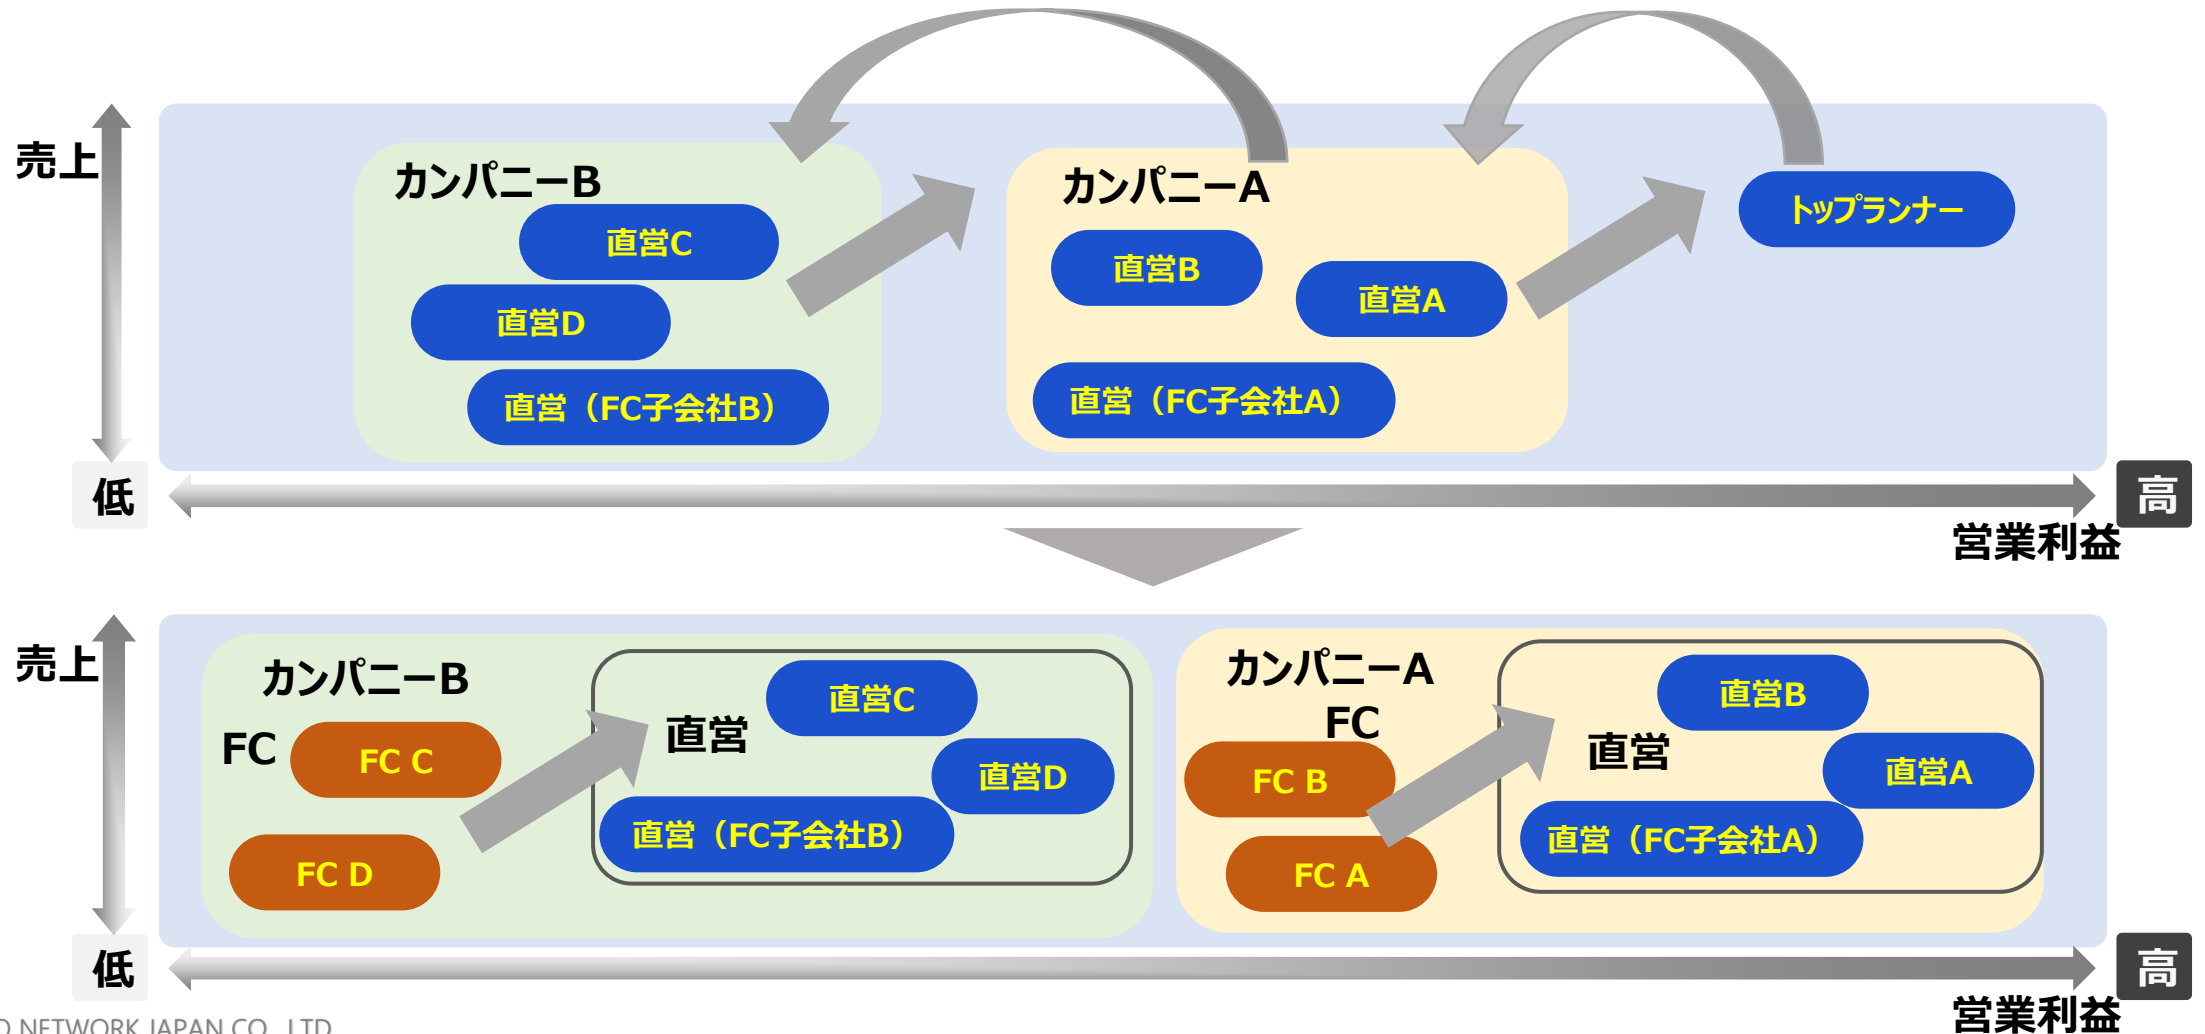 売上
カンパニーB
直営C
直営D
直営（FC子会社B）
カンパニーA
直営B
直営A
直営（FC子会社A）
トップランナー
低
高
営業利益
売上
カンパニーB
FC
FC C
FC D
直営
直営C
直営D
直営（FC子会社B）
カンパニーA
FC
FC B
FC A
直営
直営B
直営A
直営（FC子会社A）
低
高
営業利益
NETWORK JAPAN CO., LTD